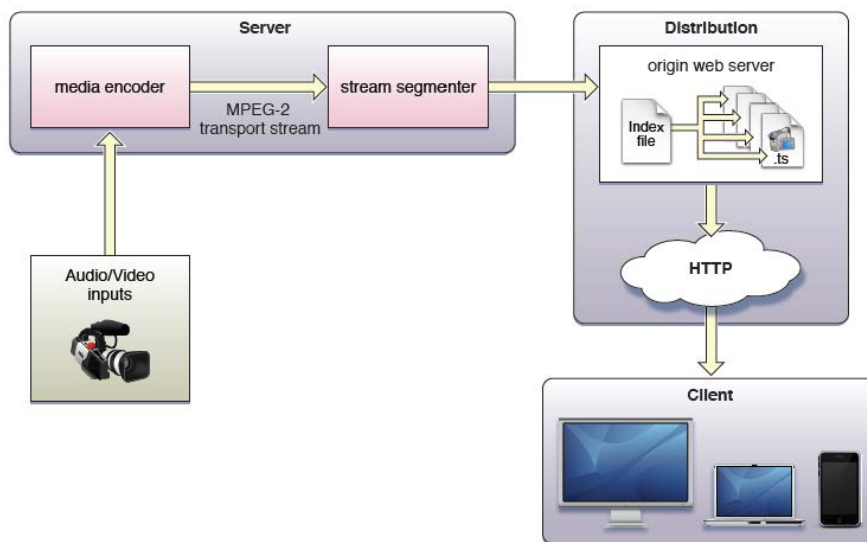 Server
media encoder
MPEG-2
transport stream
stream segmenter
Audio/Video
inputs
Distribution
origin web server
Index
file
.ts
HTTP
Client